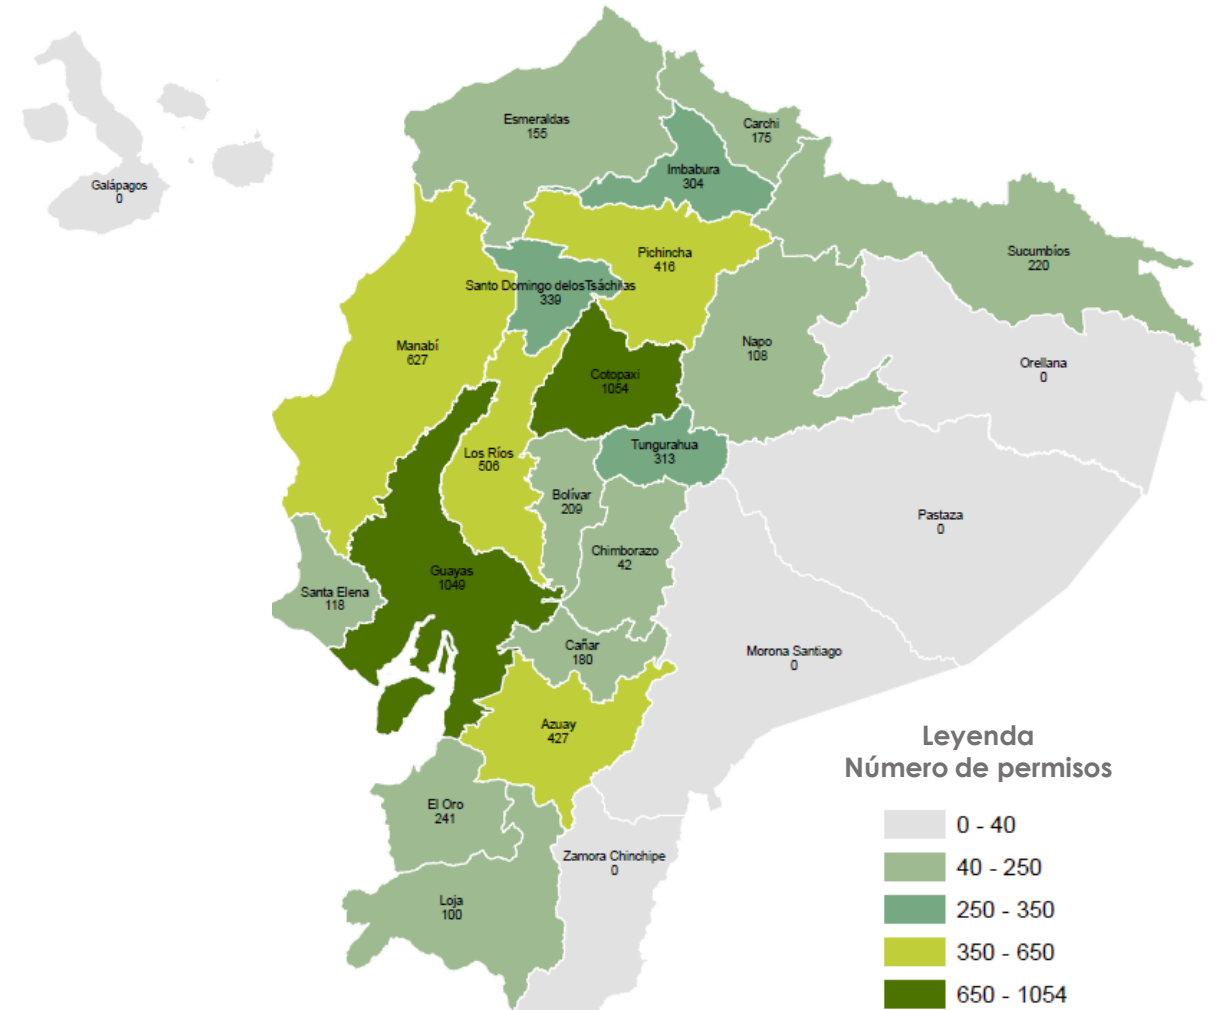 Esmeraldas
155
Carchi
175
Imbabura
304
Galápagos
0
Pichincha
416
Sucumbíos
220
Santo Domingo delosTsáchilas
339
Manabí
627
Napo
108
Orellana
0
Cotopaxi
1054
Tungurahua
313
Los Ríos
506
Bolívar
209
Pastaza
0
Chimborazo
42
Guayas
1049
Santa Elena
118
Cañar
180
Morona Santiago
0
Azuay
427
El Oro
241
Zamora Chinchipe
0
Loja
100
Leyenda
Número de permisos
0 - 40
40 - 250
250 - 350
350 - 650
650 - 1054